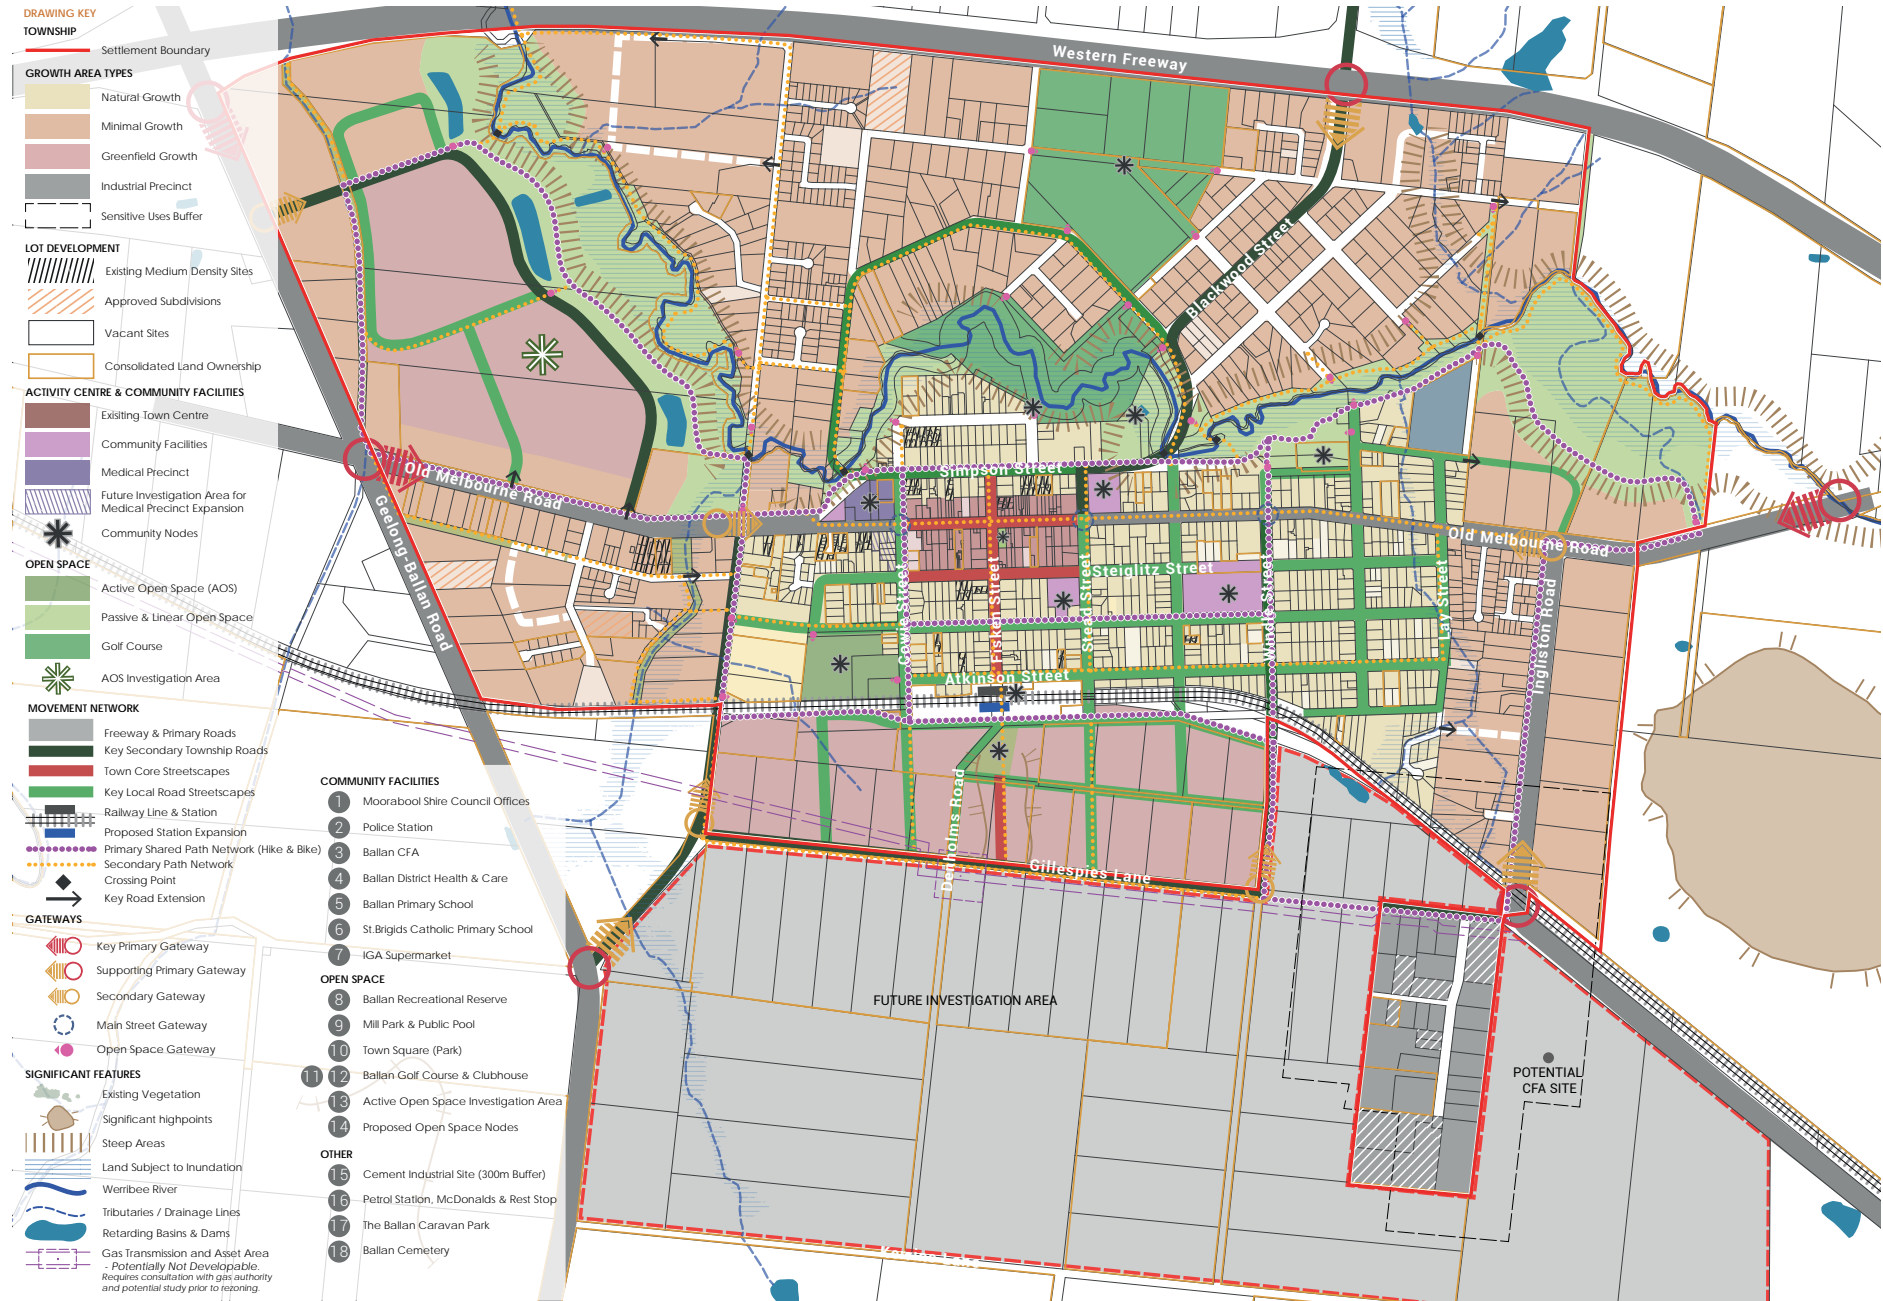 DRAWING KEY
TOWNSHIP
Settlement Boundary
GROWTH AREA TYPES
Natural Growth
Minimal Growth
Greenfield Growth
Industrial Precinct
Sensitive Uses Buffer
LOT DEVELOPMENT
Existing Medium Density Sites
Approved Subdivisions
Vacant Sites
Consolidated Land Ownership
ACTIVITY CENTRE & COMMUNITY FACILITIES
Exisiting Town Centre
Community Facilities
Medical Precinct
Future Investigation Area for
Medical Precinct Expansion
Community Nodes
OPEN SPACE
Active Open Space (AOS)
Passive & Linear Open Space
Golf Course
AOS Investigation Area
MOVEMENT NETWORK
Freeway & Primary Roads
Key Secondary Township Roads
Town Core Streetscapes
Key Local Road Streetscapes
Railway Line & Station
Proposed Station Expansion
Primary Shared Path Network (Hike & Bike)
Secondary Path Network
Crossing Point
Key Road Extension
GATEWAYS
Key Primary Gateway
Supporting Primary Gateway
Secondary Gateway
Main Street Gateway
Open Space Gateway
SIGNIFICANT FEATURES
Existing Vegetation
Significant highpoints
Steep Areas
Land Subject to Inundation
Werribee River
Tributaries / Drainage Lines
Retarding Basins & Dams
Gas Transmission and Asset Area
- Potentially Not Developable.
Requires consultation with gas authority
and potential study prior to rezoning.
COMMUNITY FACILITIES
1 Moorabool Shire Council Offices
2 Police Station
3 Ballan CFA
4 Ballan District Health & Care
5 Ballan Primary School
6 St.Brigids Catholic Primary School
7 IGA Supermarket
OPEN SPACE
8 Ballan Recreational Reserve
9 Mill Park & Public Pool
10 Town Square (Park)
11 12 Ballan Golf Course & Clubhouse
13 Active Open Space Investigation Area
14 Proposed Open Space Nodes
OTHER
15 Cement Industrial Site (300m Buffer)
16 Petrol Station, McDonalds & Rest Stop
17 The Ballan Caravan Park
18 Ballan Cemetery
Western Freeway
Blackwood Street
Simpson Street
Old Melbourne Road
Geelong-Ballan Road
Old Melbourne Road
Steiglitz Street
Cowie Street
Fisken Street
Stead Street
Lay Street
Ingliston Road
Atkinson Street
Denholms Road
Gillespies Lane
FUTURE INVESTIGATION AREA
POTENTIAL
CFA SITE